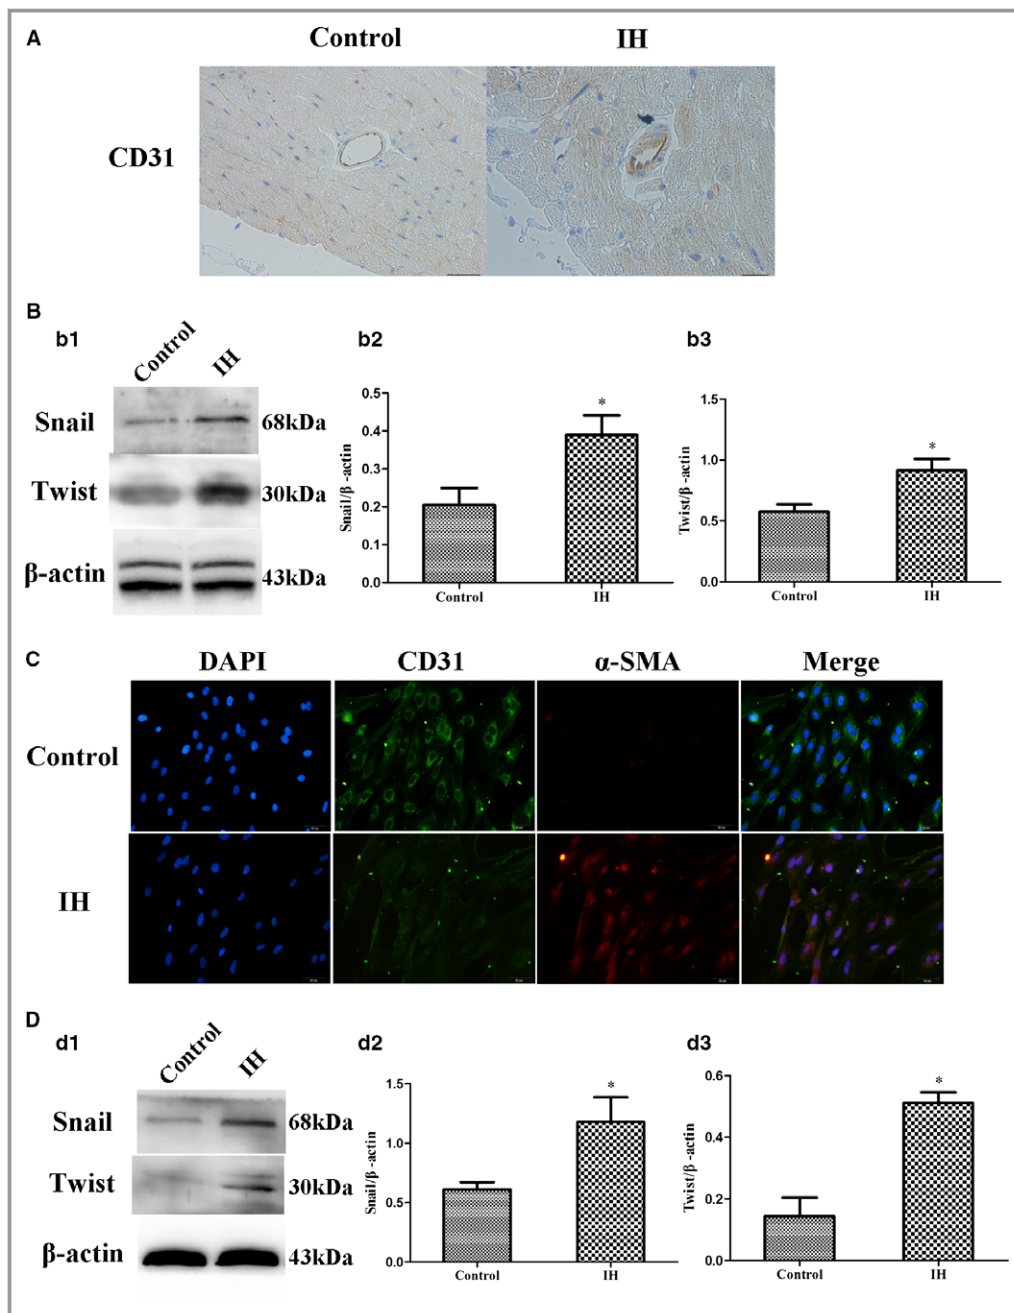 A
Control IH
CD31
B
b1 b2 b3
Control IH
Snail 68kDa
Twist 30kDa
β-actin 43kDa
Snail/β -actin
0.5
0.4
0.3
0.2
0.1
0.0
*
Control IH
Twist/β -actin
1.5
1.0
0.5
0.0
*
Control IH
C
DAPI CD31 α-SMA Merge
Control
IH
D
d1 d2 d3
Control IH
Snail 68kDa
Twist 30kDa
β-actin 43kDa
Snail/β -actin
1.5
1.0
0.5
0.0
*
Control IH
Twist/β -actin
0.6
0.4
0.2
0.0
*
Control IH